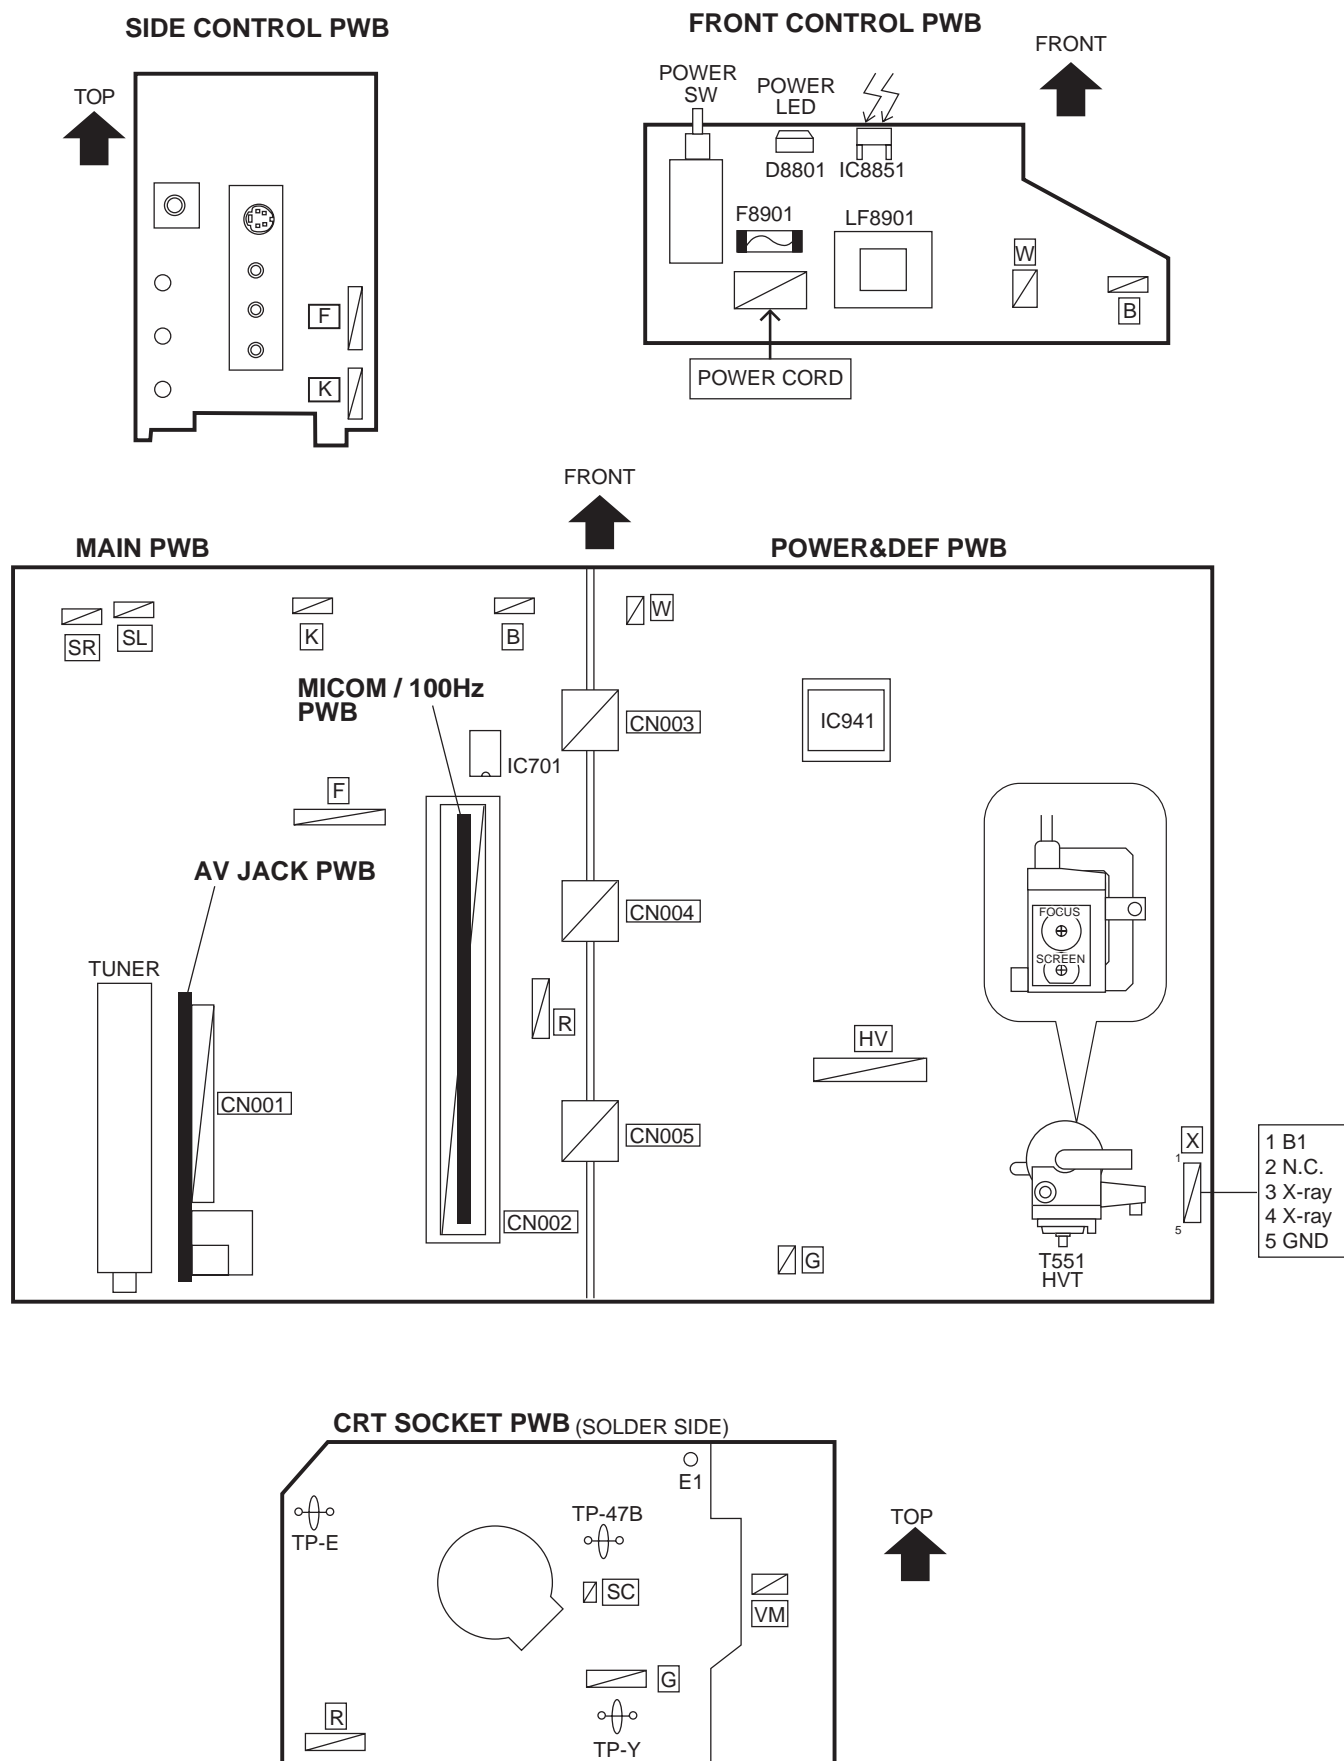 SIDE CONTROL PWB
TOP
F
K
FRONT CONTROL PWB
FRONT
POWER
SW
POWER
LED
D8801
IC8851
F8901
LF8901
W
B
POWER CORD
FRONT
MAIN PWB
POWER&DEF PWB
SR
SL
K
B
W
MICOM / 100Hz
PWB
CN003
IC941
IC701
F
AV JACK PWB
CN004
FOCUS
SCREEN
TUNER
R
HV
CN001
CN005
X
1
5
1 B1
2 N.C.
3 X-ray
4 X-ray
5 GND
CN002
G
T551
HVT
CRT SOCKET PWB (SOLDER SIDE)
E1
TP-E
TP-47B
TOP
SC
VM
G
R
TP-Y